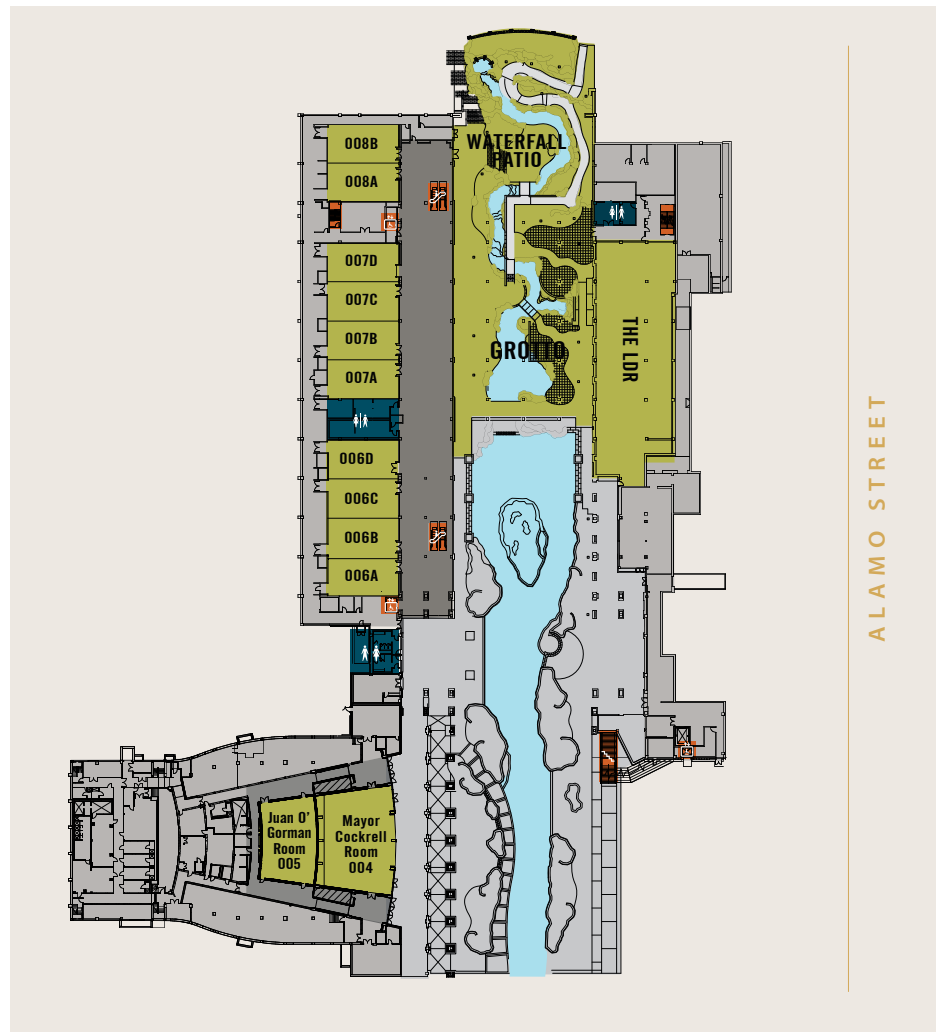 WATERFALL
PATIO
008B
008A
007D
007C
007B
007A
GROTTO
THE LDR
006D
006C
006B
006A
ALAMO STREET
Juan O'
Gorman
Room
005
Mayor
Cockrell
Room
004